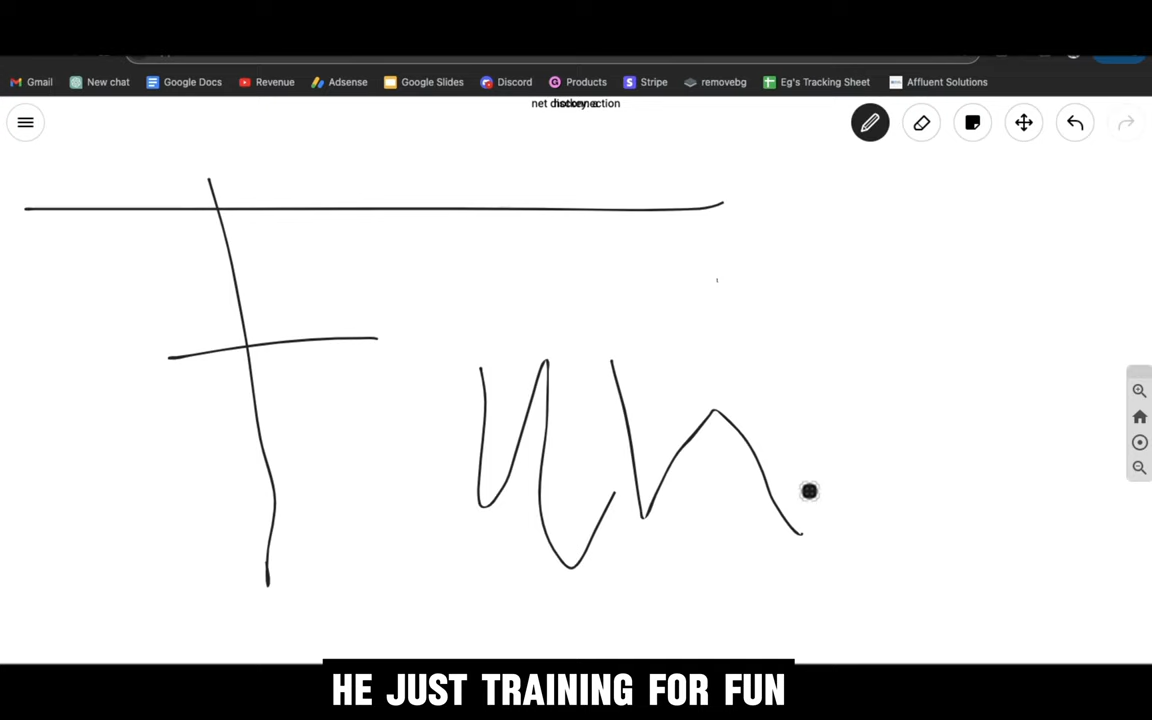 Gmail New chat Google Docs Revenue Adsense Google Slides Discord Products Stripe removebg Eg's Tracking Sheet Affluent Solutions
net
Fun
HE JUST TRAINING FOR FUN